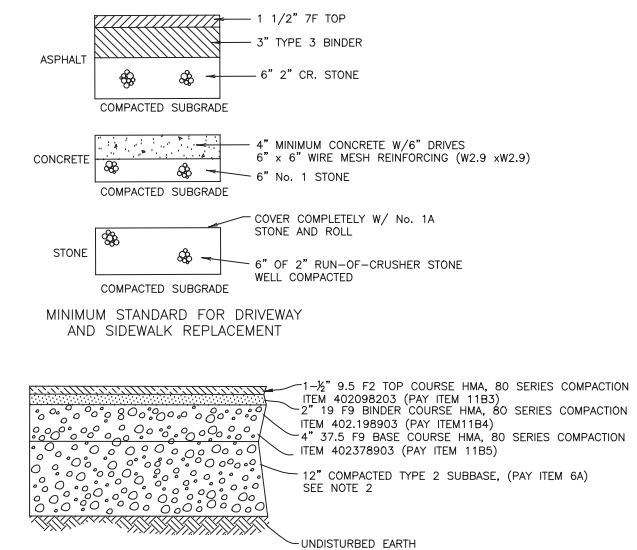 1 1/2" 7F TOP
3" TYPE 3 BINDER
ASPHALT
6" 2" CR. STONE
COMPACTED SUBGRADE
4" MINIMUM CONCRETE W/6" DRIVES
CONCRETE
6" x 6" WIRE MESH REINFORCING (W2.9 xW2.9)
6" No. 1 STONE
COMPACTED SUBGRADE
COVER COMPLETELY W/ No. 1A
STONE AND ROLL
STONE
6" OF 2" RUN-OF-CRUSHER STONE
WELL COMPACTED
COMPACTED SUBGRADE
MINIMUM STANDARD FOR DRIVEWAY
AND SIDEWALK REPLACEMENT
1-½" 9.5 F2 TOP COURSE HMA, 80 SERIES COMPACTION
ITEM 402098203 (PAY ITEM 11B3)
2" 19 F9 BINDER COURSE HMA, 80 SERIES COMPACTION
ITEM 402.198903 (PAY ITEM11B4)
4" 37.5 F9 BASE COURSE HMA, 80 SERIES COMPACTION
ITEM 402378903 (PAY ITEM 11B5)
12" COMPACTED TYPE 2 SUBBASE, (PAY ITEM 6A)
SEE NOTE 2
UNDISTURBED EARTH